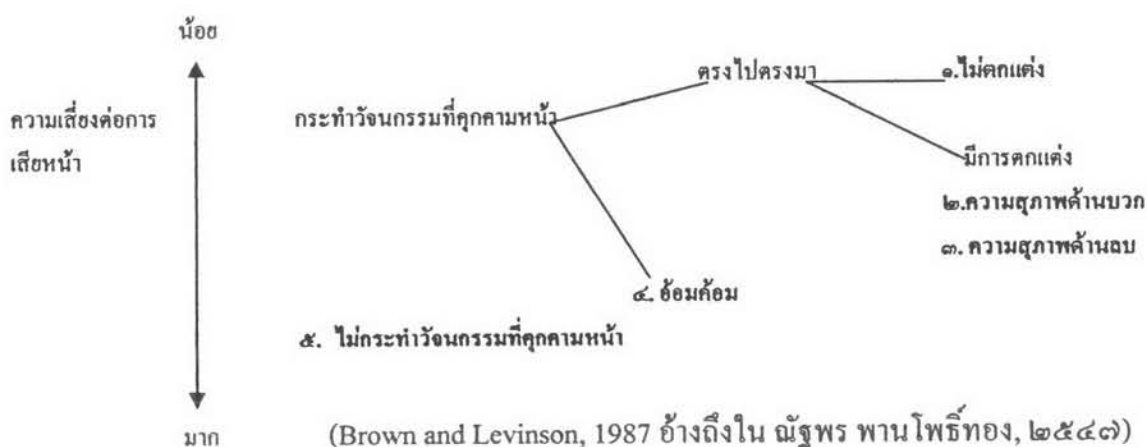 น้อย
ตรงไปตรงมา
๑.ไม่ตกแต่ง
ความเสี่ยงต่อการ
เสียหน้า
กระทำวัจนกรรมที่คุกคามหน้า
มีการตกแต่ง
๒.ความสุภาพด้านบวก
๓. ความสุภาพด้านลบ
๔. อ้อมค้อม
๕. ไม่กระทำวัจนกรรมที่คุกคามหน้า
มาก
(Brown and Levinson, 1987 อ้างถึงใน ณัฐพร พานโพธิ์ทอง, ๒๕๔๗)